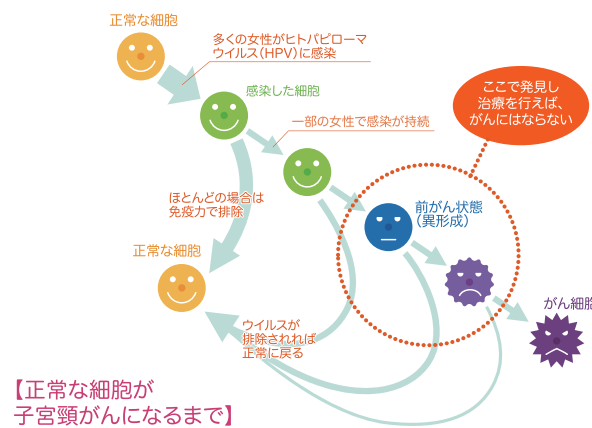 正常な細胞
多くの女性がヒトパピローマ
ウイルス（HPV）に感染
感染した細胞
一部の女性で感染が持続
ここで発見し
治療を行えば、
がんにはならない
ほとんどの場合は
免疫力で排除
前がん状態
（異形成）
正常な細胞
がん細胞
ウイルスが
排除されれば
正常に戻る
【正常な細胞が
子宮頸がんになるまで】